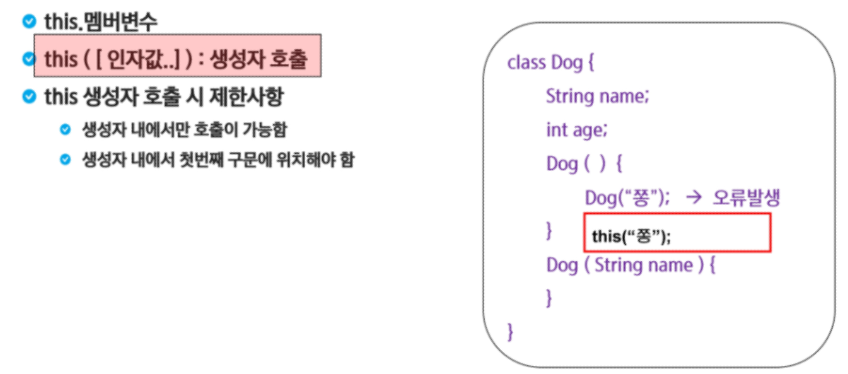 this.멤버변수
this ( [ 인자값..] ) : 생성자 호출
this 생성자 호출 시 제한사항
생성자 내에서만 호출이 가능함
생성자 내에서 첫번째 구문에 위치해야 함
class Dog {
String name;
int age;
Dog ( ) {
Dog(“쫑”); → 오류발생
} this(“쫑”);
Dog ( String name ) {
}
}